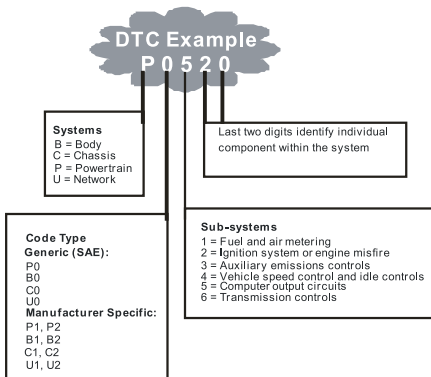 DTC Example
P 0 5 2 0
Systems
B = Body
C = Chassis
P = Powertrain
U = Network
Last two digits identify individual
component within the system
Code Type
Generic (SAE):
P0
B0
C0
U0
Manufacturer Specific:
P1, P2
B1, B2
C1, C2
U1, U2
Sub-systems
1 = Fuel and air metering
2 = Ignition system or engine misfire
3 = Auxiliary emissions controls
4 = Vehicle speed control and idle controls
5 = Computer output circuits
6 = Transmission controls